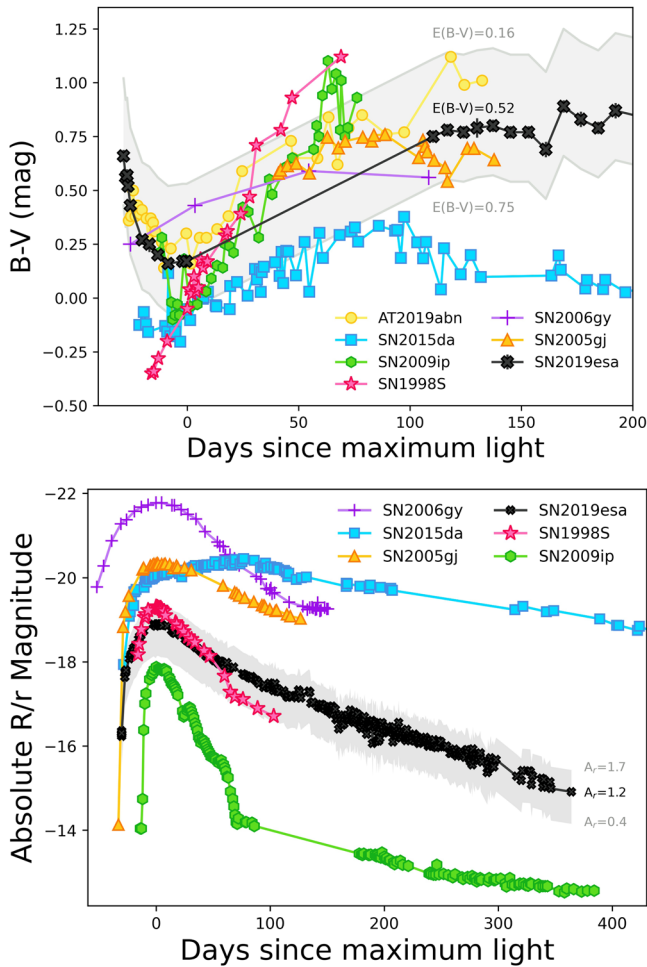 E(B-V)=0.16
E(B-V)=0.52
E(B-V)=0.75
B-V (mag)
1.25
1.00
0.75
0.50
0.25
0.00
−0.25
−0.50
AT2019abn
SN2015da
SN2009ip
SN1998S
SN2006gy
SN2005gj
SN2019esa
0 50 100 150 200
Days since maximum light
Absolute R/r Magnitude
−22
−20
−18
−16
−14
SN2006gy
SN2015da
SN2005gj
SN2019esa
SN1998S
SN2009ip
Ar=1.7
Ar=1.2
Ar=0.4
0 100 200 300 400
Days since maximum light